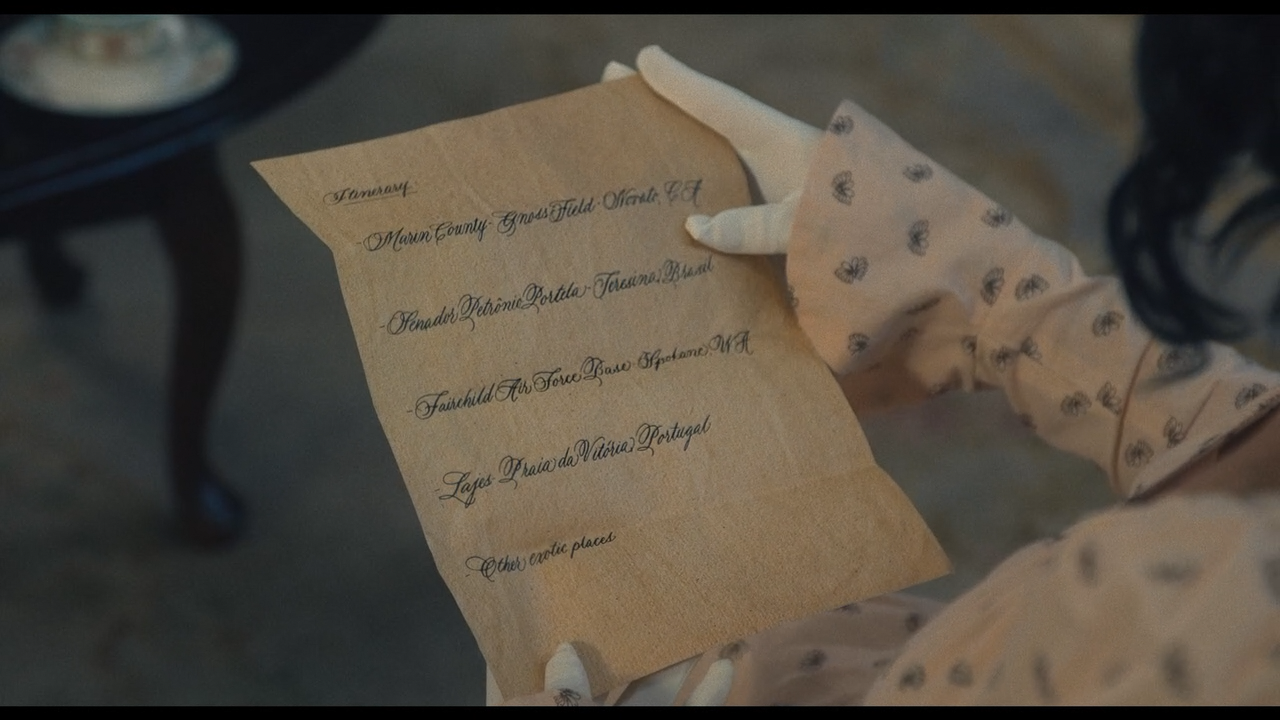 Itinerary
- Marin County - Gnoss Field - Novato, CA
- Senador Petrônio Portela - Teresina, Brasil
- Fairchild Air Force Base - Spokane, WA
- Lajes Praia da Vitória, Portugal
- Other exotic places